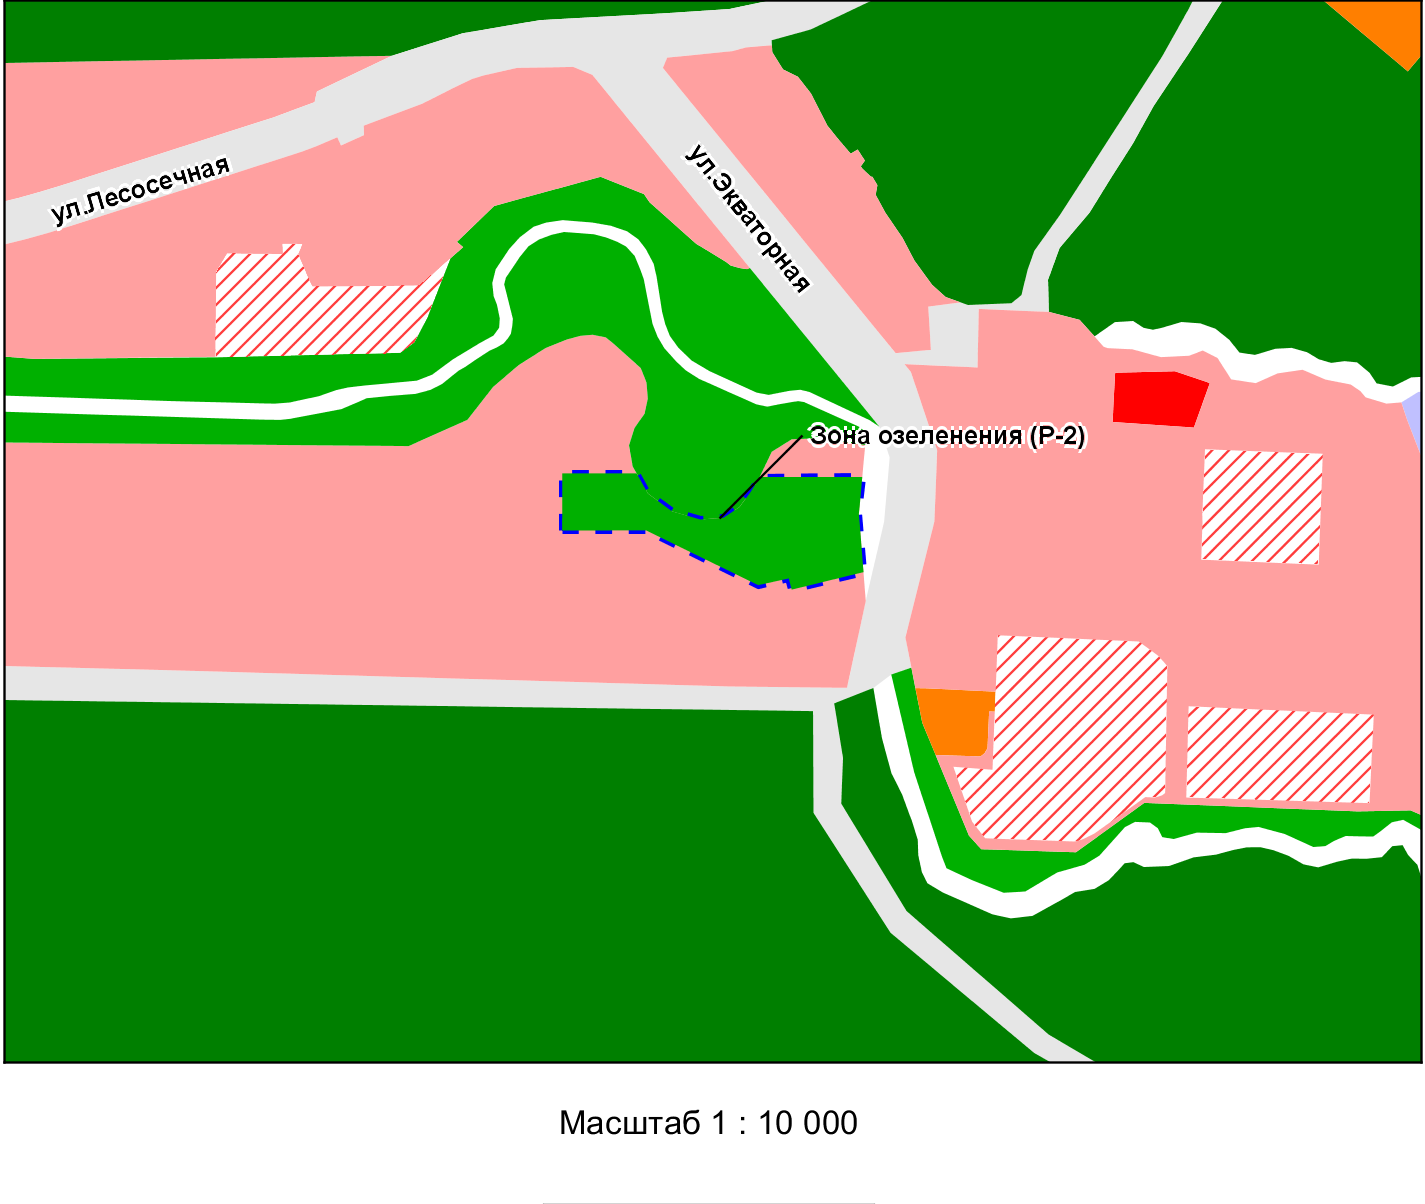 ул.Лесосечная
ул.Экваторная
Зона озеленения (Р-2)
Масштаб 1 : 10 000